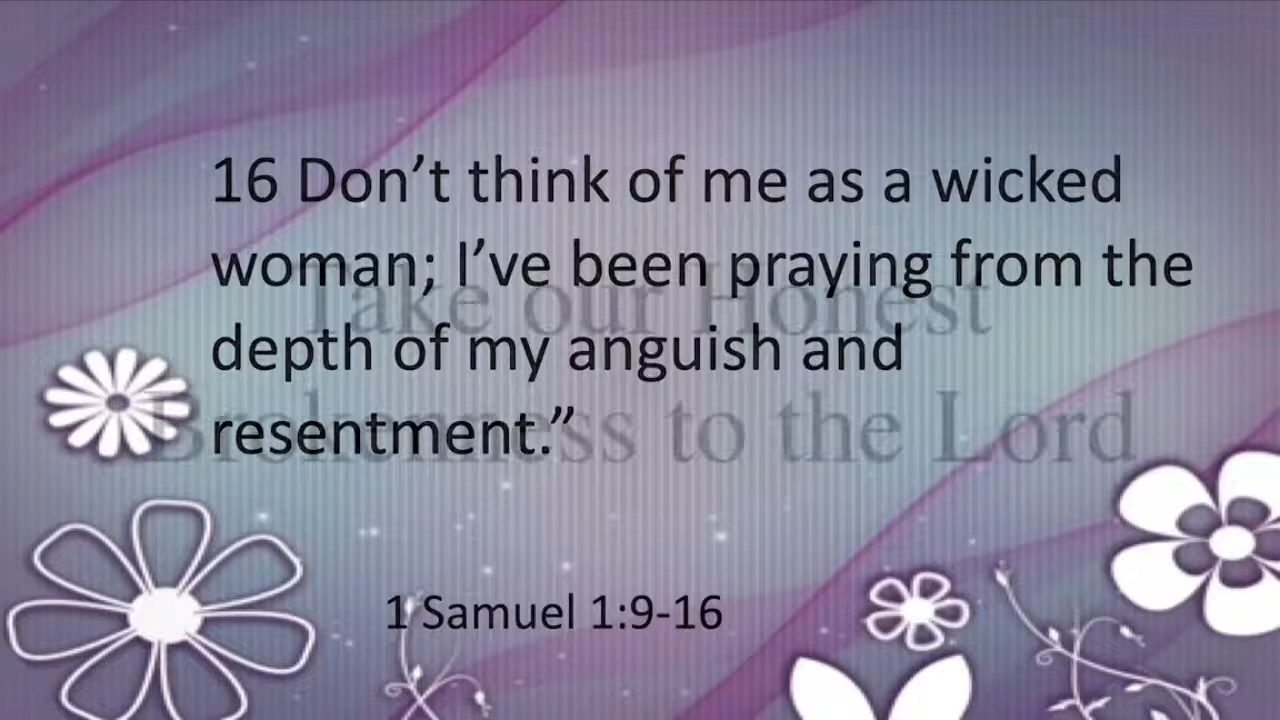 16 Don’t think of me as a wicked
woman; I’ve been praying from the
Take our Honest
depth of my anguish and
resentment.”
Brokenness to the Lord
1 Samuel 1:9-16